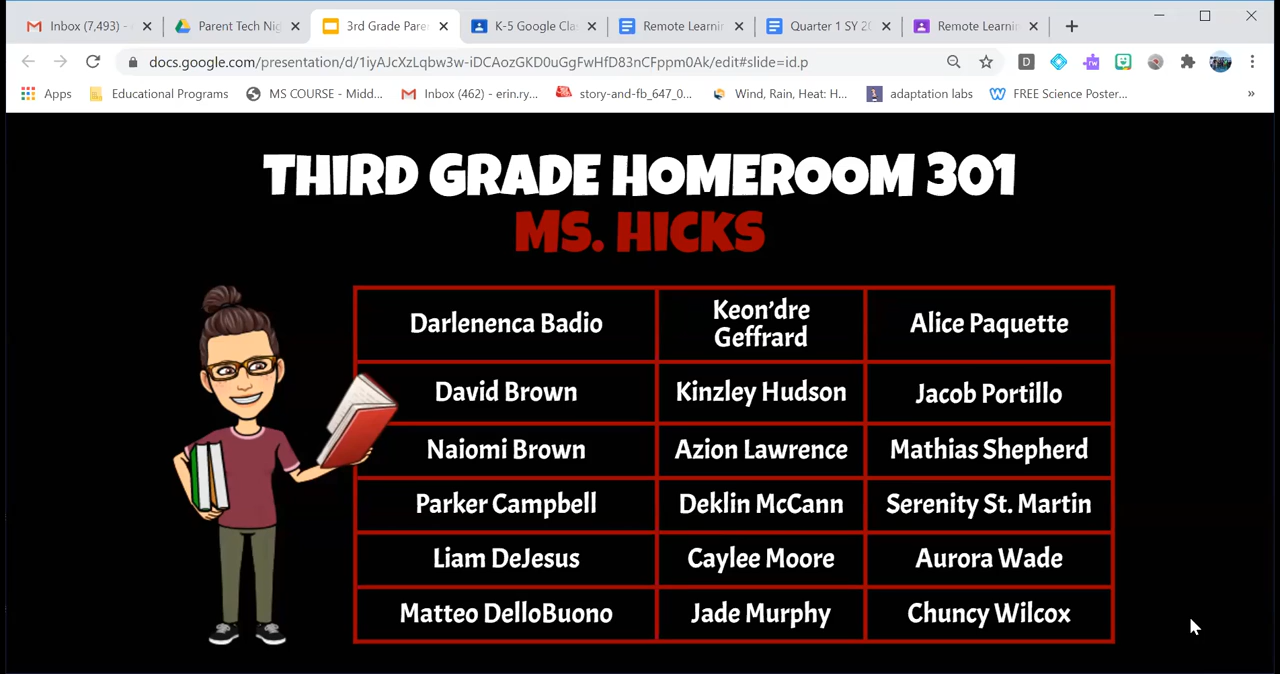 Inbox (7,493) -
Parent Tech Nig
3rd Grade Pare
K-5 Google Cla
Remote Learnin
Quarter 1 SY 20
Remote Learnin
docs.google.com/presentation/d/1iyAJcXzLqbw3w-iDCAozGKD0uGgFwHfD83nCFppm0Ak/edit#slide=id.p
D
rw
Apps
Educational Programs
MS COURSE - Midd...
Inbox (462) - erin.ry...
story-and-fb_647_0...
Wind, Rain, Heat: H...
adaptation labs
FREE Science Poster...
»
THIRD GRADE HOMEROOM 301
MS. HICKS
Darlenenca Badio
Keon’dre
Geffrard
Alice Paquette
David Brown
Kinzley Hudson
Jacob Portillo
Naiomi Brown
Azion Lawrence
Mathias Shepherd
Parker Campbell
Deklin McCann
Serenity St. Martin
Liam DeJesus
Caylee Moore
Aurora Wade
Matteo DelloBuono
Jade Murphy
Chuncy Wilcox